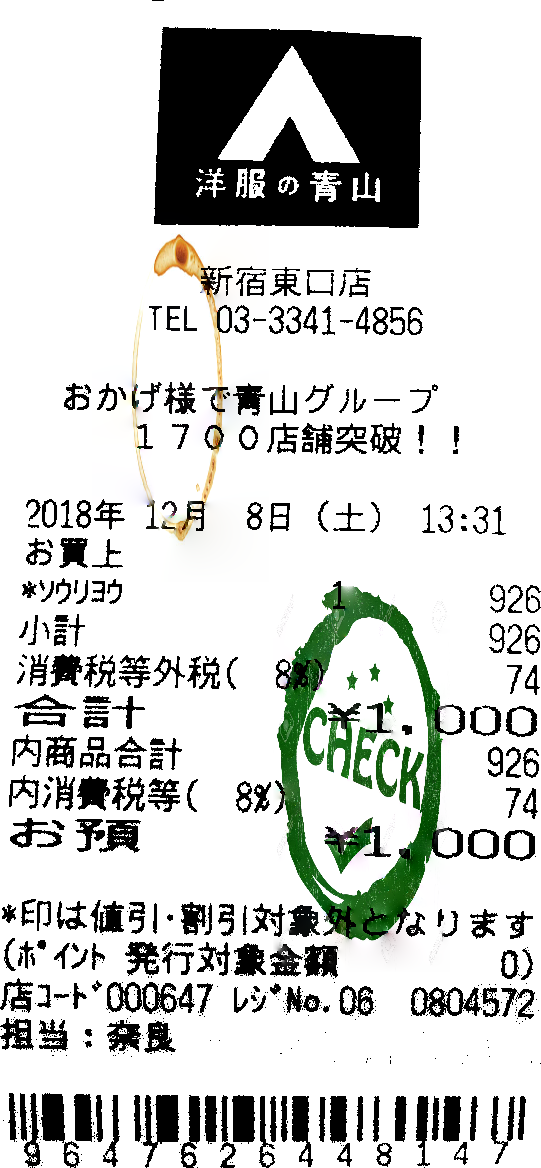 洋服の青山
新宿東口店
TEL 03-3341-4856
おかげ様で青山グループ
1700店舗突破!!
2018年 12月 8日(土) 13:31
お買上
*ソウリヨウ 1 926
小計 926
消費税等外税( 8%) 74
合計 ¥1,000
内商品合計 926
内消費税等( 8%) 74
お預 ¥1,000
CHECK
*印は値引・割引対象外となります
(ポイント 発行対象金額 0)
店コード000647 レジNo.06 0804572
担当:奈良
9647626448147